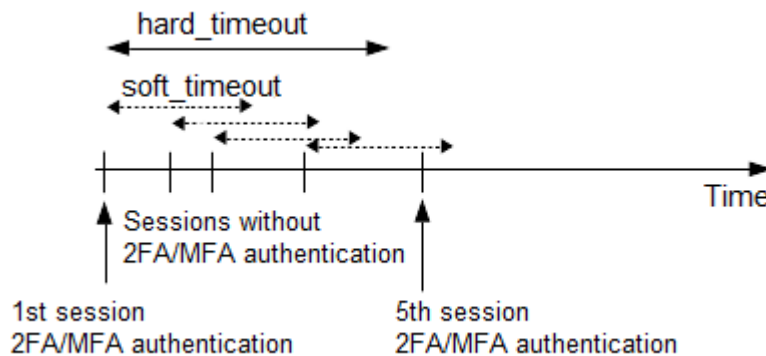 hard_timeout
soft_timeout
Time
Sessions without
2FA/MFA authentication
1st session
2FA/MFA authentication
5th session
2FA/MFA authentication